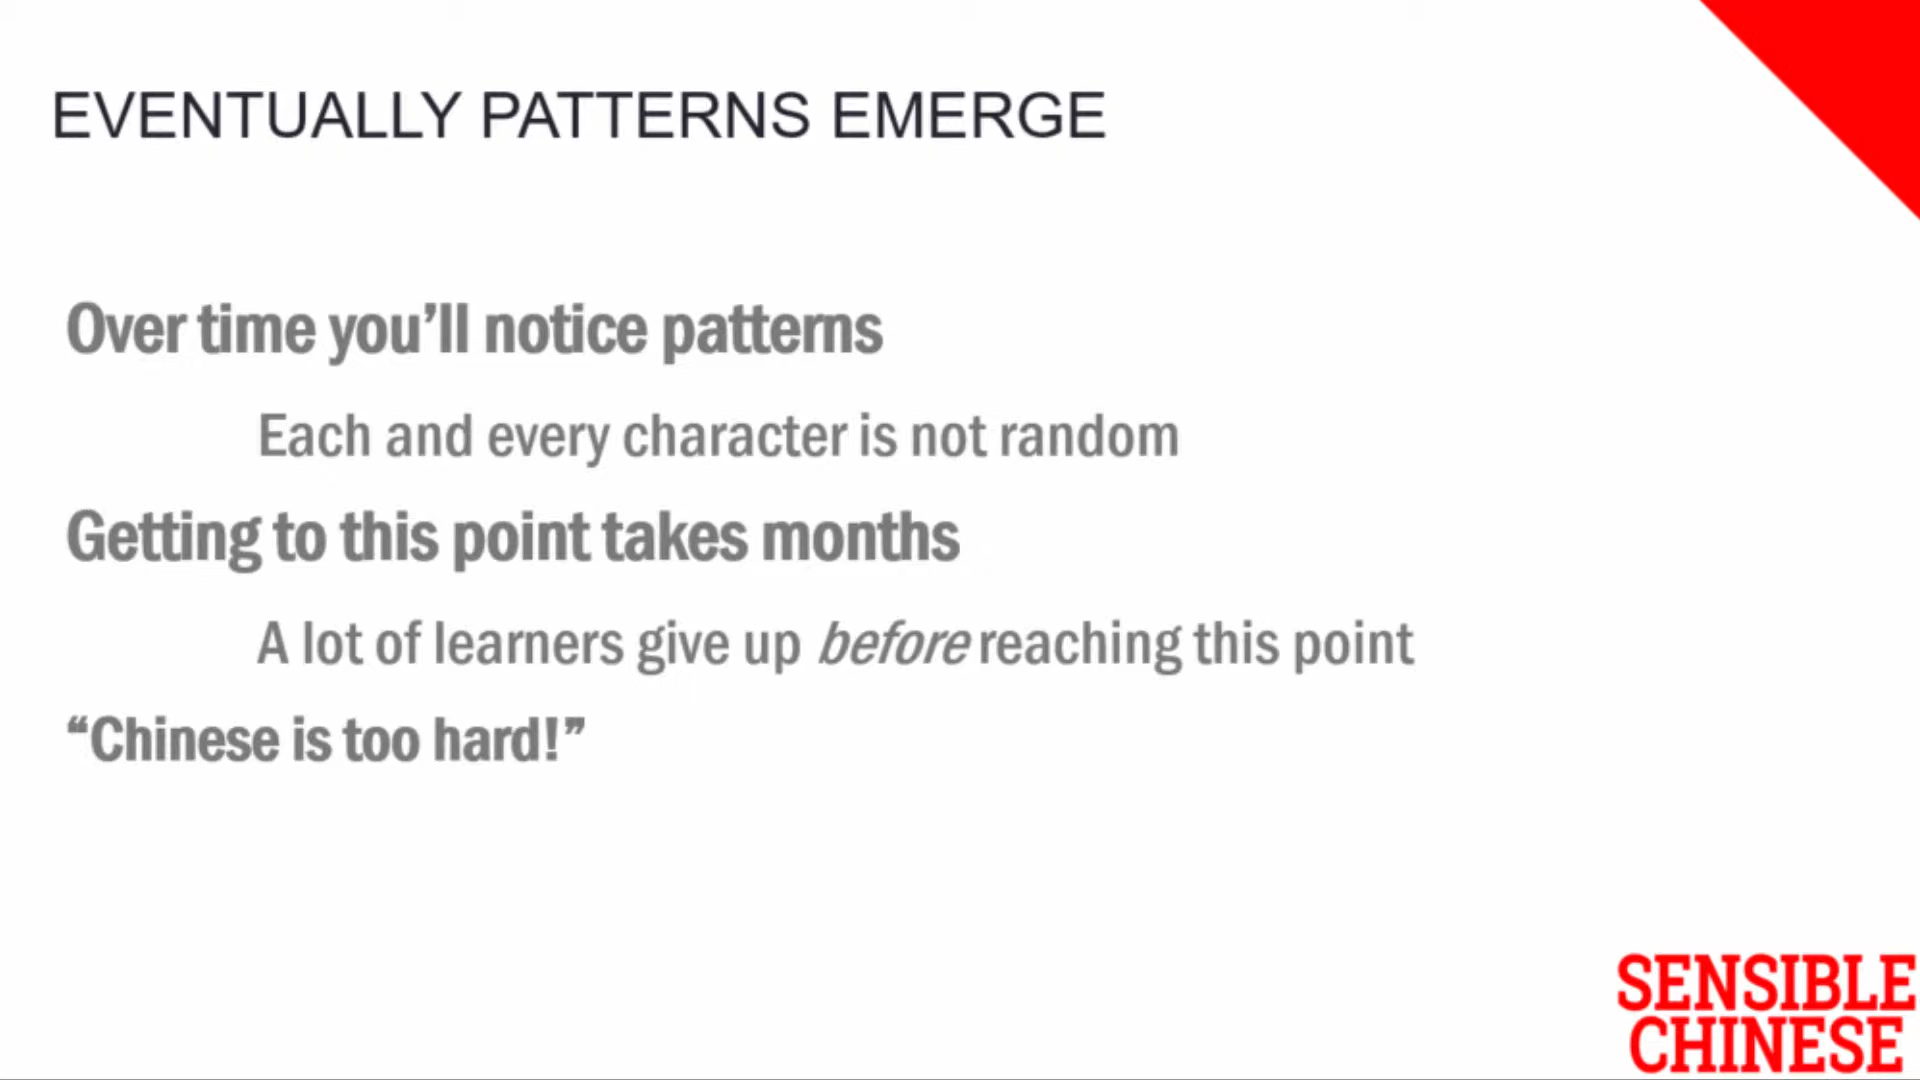 EVENTUALLY PATTERNS EMERGE
Over time you’ll notice patterns
Each and every character is not random
Getting to this point takes months
A lot of learners give up before reaching this point
“Chinese is too hard!”
SENSIBLE
CHINESE